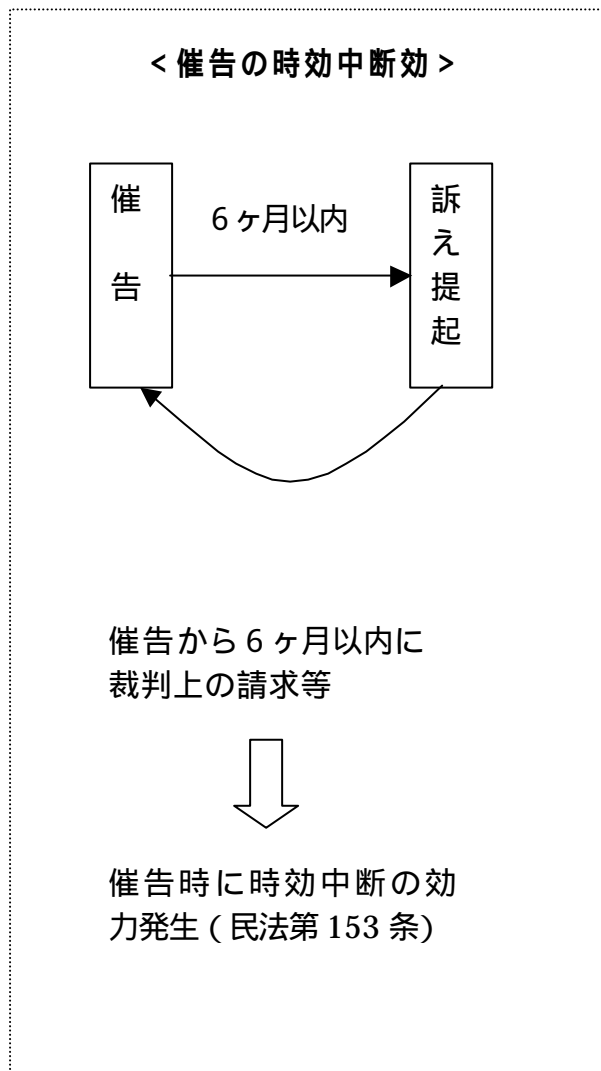 <催告の時効中断効>
催告
6ヶ月以内
訴え提起
催告から6ヶ月以内に
裁判上の請求等
催告時に時効中断の効
力発生(民法第153条)